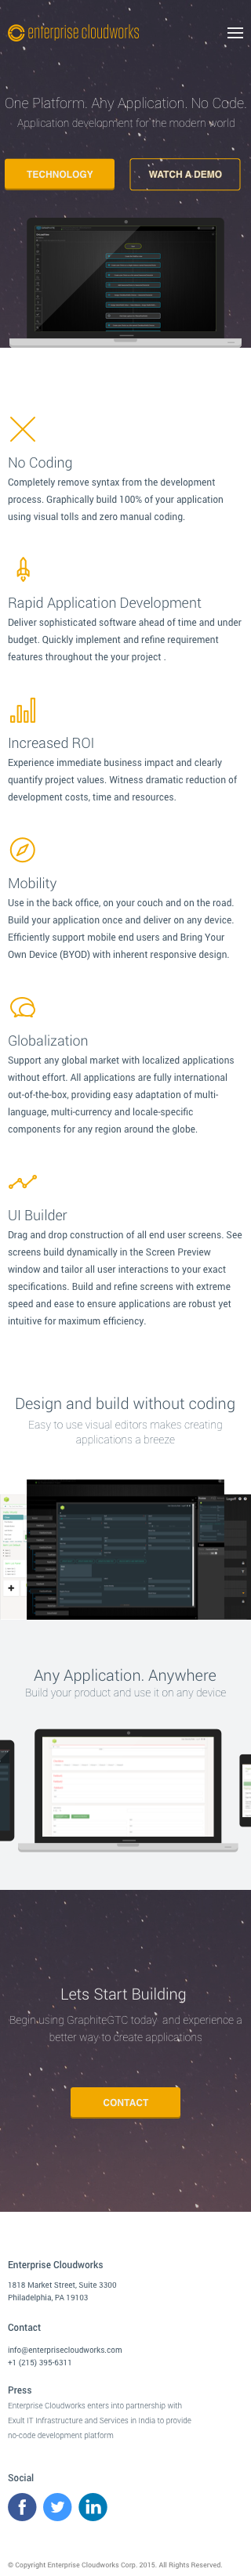 enterprise cloudworks
One Platform. Any Application. No Code.
Application development for the modern world
TECHNOLOGY
WATCH A DEMO
No Coding
Completely remove syntax from the development
process. Graphically build 100% of your application
using visual tolls and zero manual coding.
Rapid Application Development
Deliver sophisticated software ahead of time and under
budget. Quickly implement and refine requirement
features throughout the your project .
Increased ROI
Experience immediate business impact and clearly
quantify project values. Witness dramatic reduction of
development costs, time and resources.
Mobility
Use in the back office, on your couch and on the road.
Build your application once and deliver on any device.
Efficiently support mobile end users and Bring Your
Own Device (BYOD) with inherent responsive design.
Globalization
Support any global market with localized applications
without effort. All applications are fully international
out-of-the-box, providing easy adaptation of multi-
language, multi-currency and locale-specific
components for any region around the globe.
UI Builder
Drag and drop construction of all end user screens. See
screens build dynamically in the Screen Preview
window and tailor all user interactions to your exact
specifications. Build and refine screens with extreme
speed and ease to ensure applications are robust yet
intuitive for maximum efficiency.
Design and build without coding
Easy to use visual editors makes creating
applications a breeze
Any Application. Anywhere
Build your product and use it on any device
Lets Start Building
Begin using GraphiteGTC today and experience a
better way to create applications
CONTACT
Enterprise Cloudworks
1818 Market Street, Suite 3300
Philadelphia, PA 19103
Contact
info@enterprisecloudworks.com
+1 (215) 395-6311
Press
Enterprise Cloudworks enters into partnership with
Exult IT Infrastructure and Services in India to provide
no-code development platform
Social
© Copyright Enterprise Cloudworks Corp. 2015. All Rights Reserved.